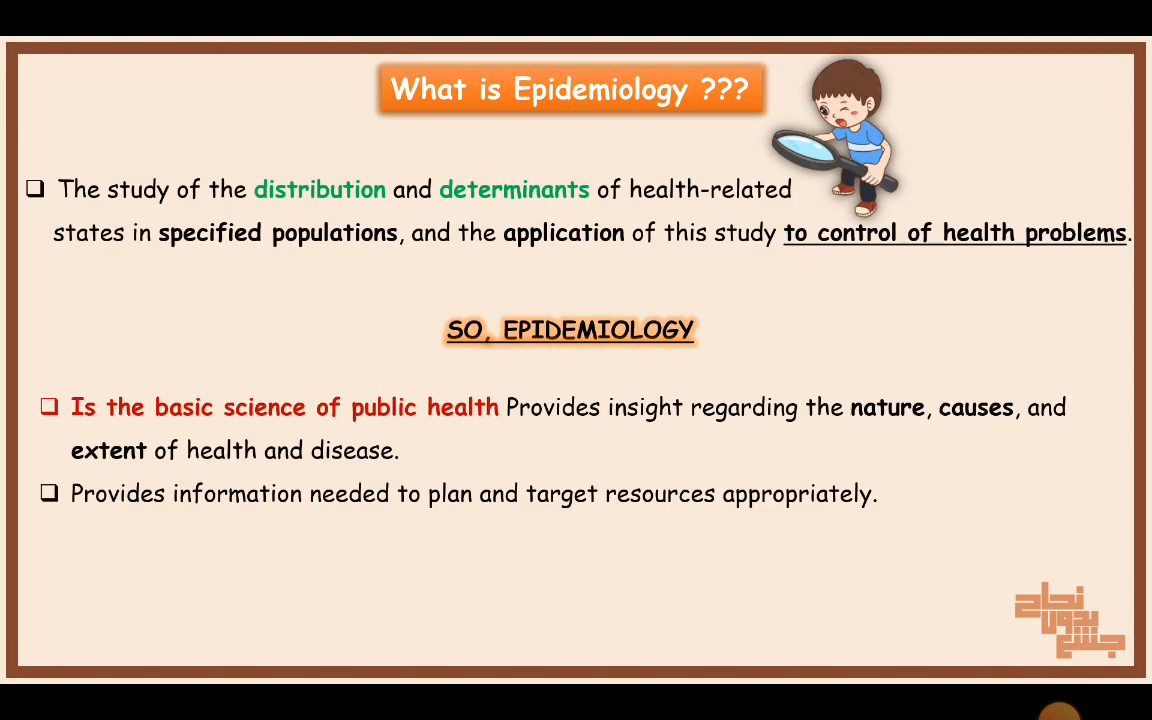 What is Epidemiology ???
❑ The study of the distribution and determinants of health-related
states in specified populations, and the application of this study to control of health problems.
SO, EPIDEMIOLOGY
❑ Is the basic science of public health Provides insight regarding the nature, causes, and
extent of health and disease.
❑ Provides information needed to plan and target resources appropriately.
نجاح
بدون
جشع